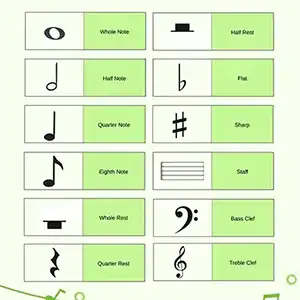 Whole Note
Half Rest
Half Note
Flat
Quarter Note
Sharp
Eighth Note
Staff
Whole Rest
Bass Clef
Quarter Rest
Treble Clef